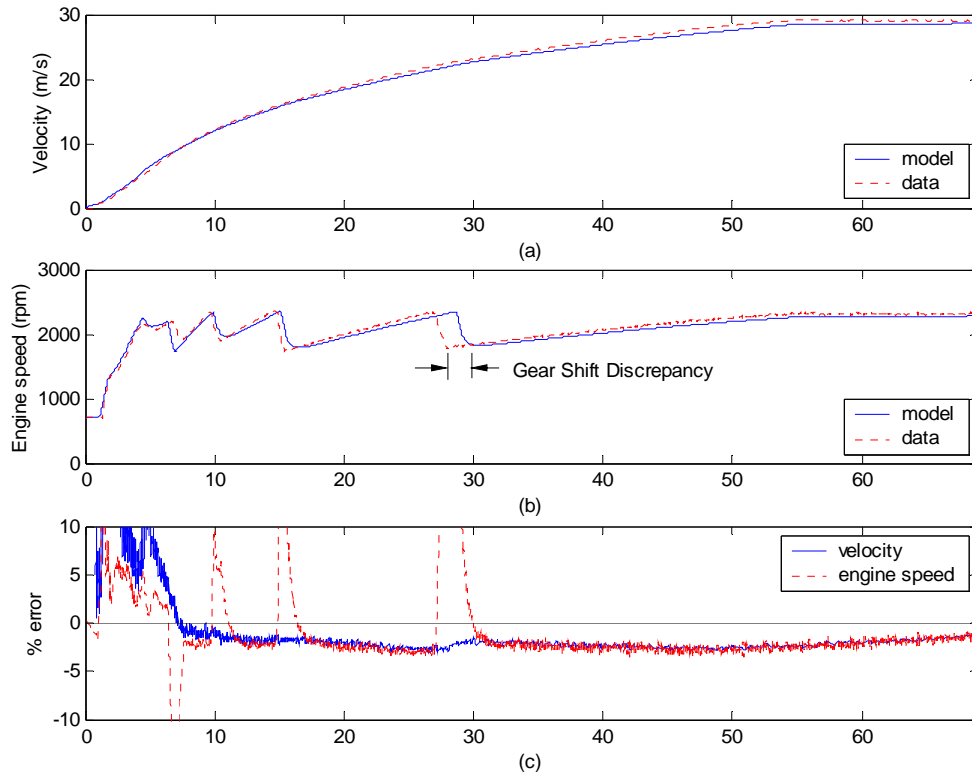 30
20
10
0
Velocity (m/s)
model
data
0 10 20 30 40 50 60
(a)
3000
2000
1000
0
Engine speed (rpm)
Gear Shift Discrepancy
model
data
0 10 20 30 40 50 60
(b)
10
5
0
-5
-10
% error
velocity
engine speed
0 10 20 30 40 50 60
(c)